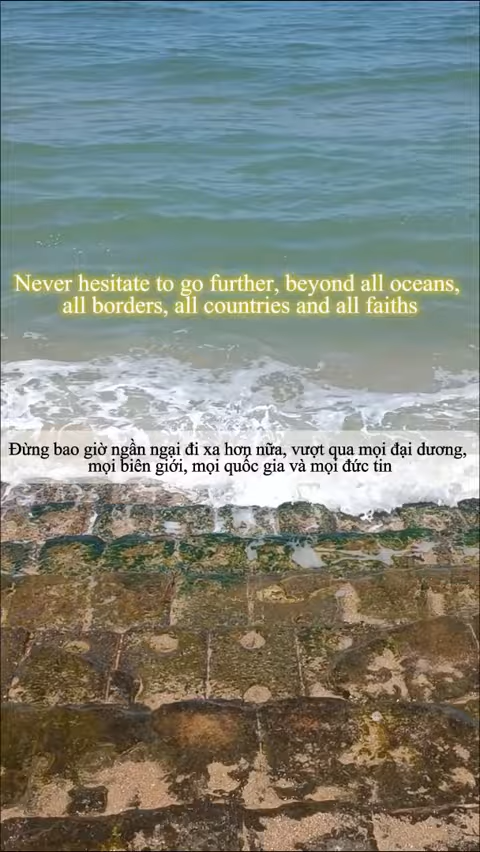 Never hesitate to go further, beyond all oceans,
all borders, all countries and all faiths
Đừng bao giờ ngần ngại đi xa hơn nữa, vượt qua mọi đại dương,
mọi biên giới, mọi quốc gia và mọi đức tin